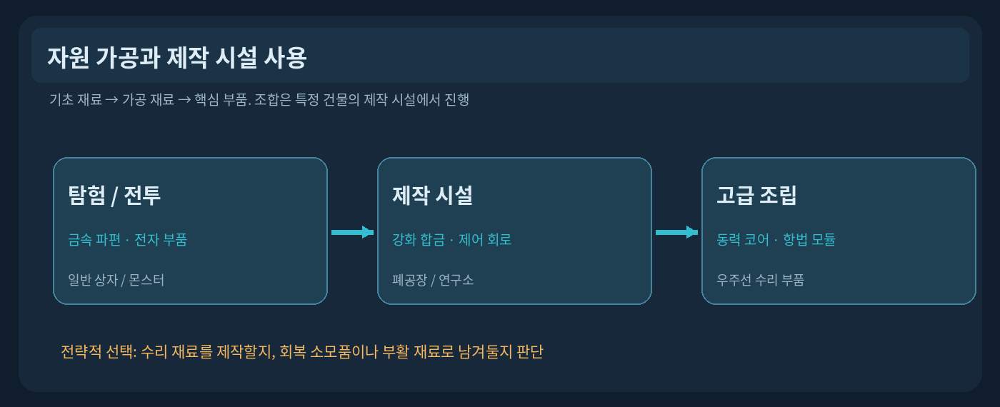 자원 가공과 제작 시설 사용
기초 재료 → 가공 재료 → 핵심 부품. 조합은 특정 건물의 제작 시설에서 진행
탐험 / 전투
금속 파편 · 전자 부품
일반 상자 / 몬스터
제작 시설
강화 합금 · 제어 회로
폐공장 / 연구소
고급 조립
동력 코어 · 항법 모듈
우주선 수리 부품
전략적 선택: 수리 재료를 제작할지, 회복 소모품이나 부활 재료로 남겨둘지 판단